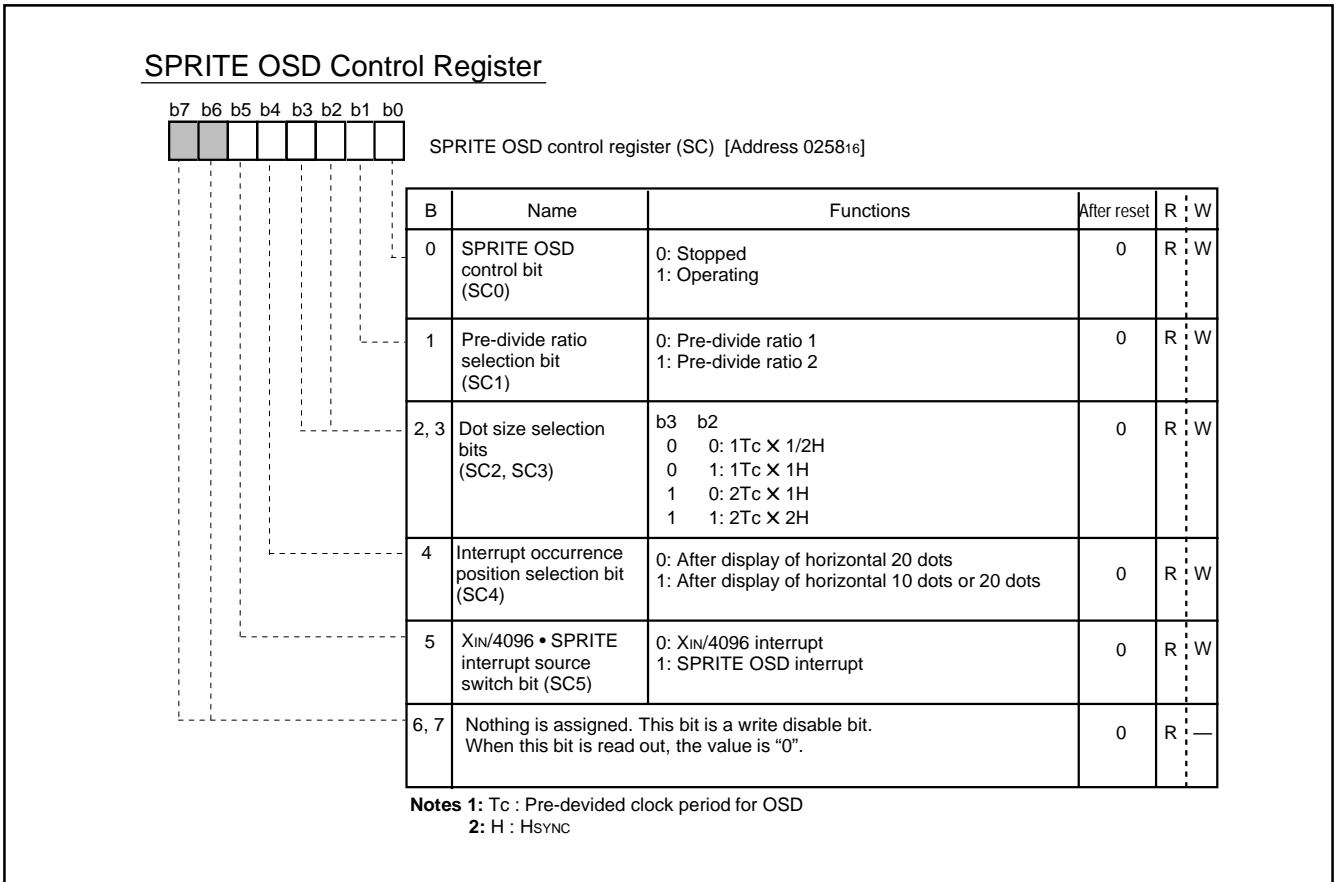 SPRITE OSD Control Register
b7 b6 b5 b4 b3 b2 b1 b0
SPRITE OSD control register (SC) [Address 025816]
B Name Functions After reset R W
0 SPRITE OSD control bit (SC0) 0: Stopped 0 R W
1: Operating
1 Pre-divide ratio selection bit (SC1) 0: Pre-divide ratio 1 0 R W
1: Pre-divide ratio 2
2, 3 Dot size selection bits (SC2, SC3) b3 b2 0 R W
0 0: 1Tc X 1/2H
0 1: 1Tc X 1H
1 0: 2Tc X 1H
1 1: 2Tc X 2H
4 Interrupt occurrence position selection bit (SC4) 0: After display of horizontal 20 dots 0 R W
1: After display of horizontal 10 dots or 20 dots
5 XIN/4096 • SPRITE interrupt source switch bit (SC5) 0: XIN/4096 interrupt 0 R W
1: SPRITE OSD interrupt
6, 7 Nothing is assigned. This bit is a write disable bit. 0 R —
When this bit is read out, the value is “0”.
Notes 1: Tc : Pre-devided clock period for OSD
2: H : HSYNC